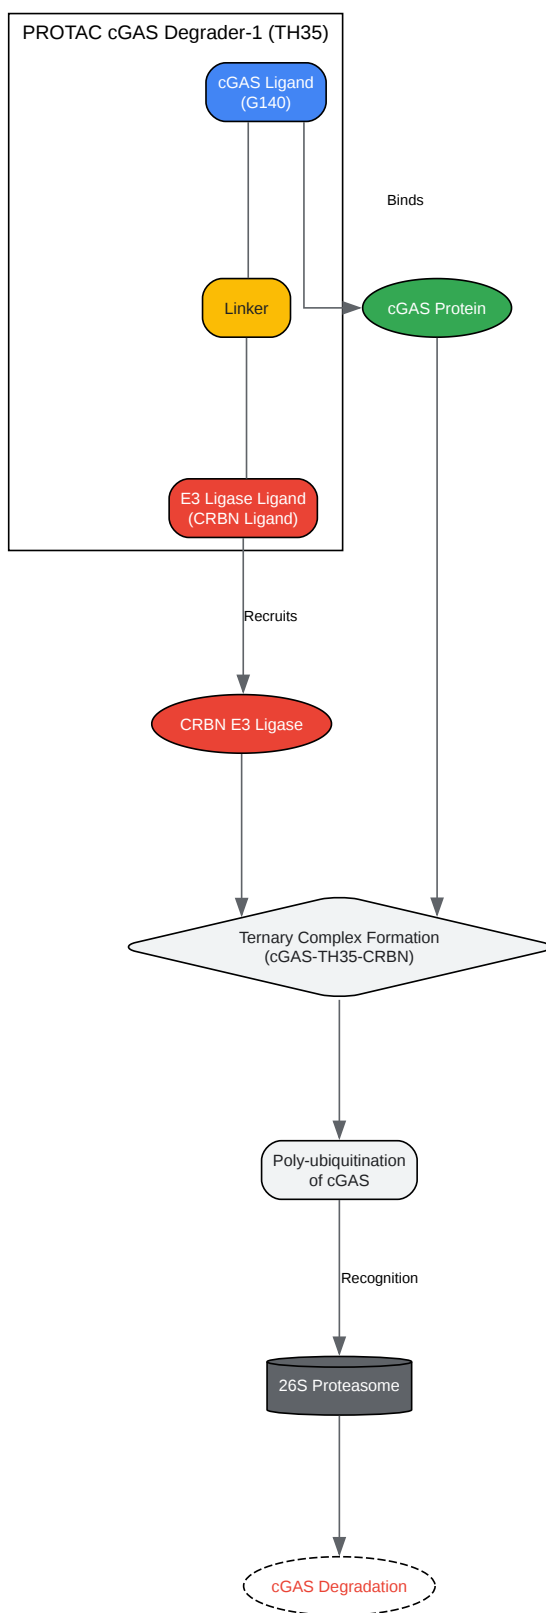 PROTAC cGAS Degrader-1 (TH35)
cGAS Ligand
(G140)
Binds
Linker
cGAS Protein
E3 Ligase Ligand
(CRBN Ligand)
Recruits
CRBN E3 Ligase
Ternary Complex Formation
(cGAS-TH35-CRBN)
Poly-ubiquitination
of cGAS
Recognition
26S Proteasome
cGAS Degradation